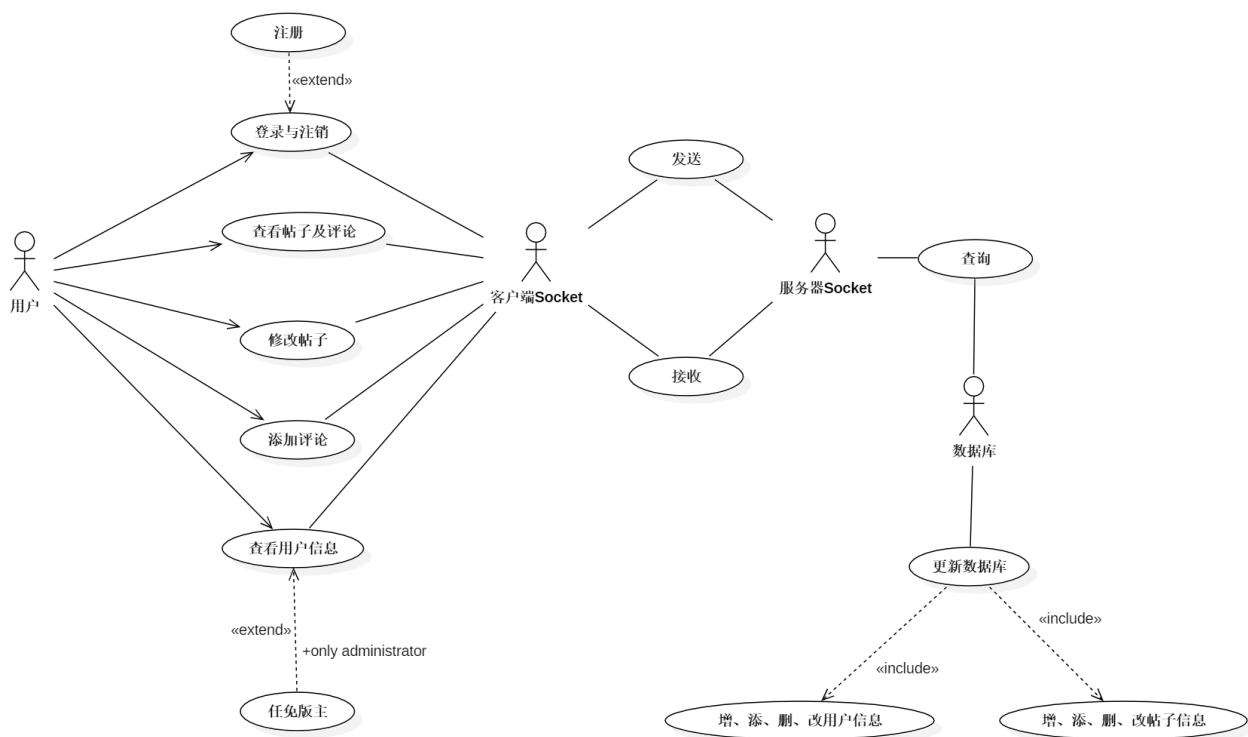 注册
«extend»
登录与注销
发送
查看帖子及评论
用户
客户端Socket
服务器Socket
查询
修改帖子
接收
添加评论
数据库
查看用户信息
更新数据库
«extend»
+only administrator
«include»
«include»
任免版主
增、添、删、改用户信息
增、添、删、改帖子信息